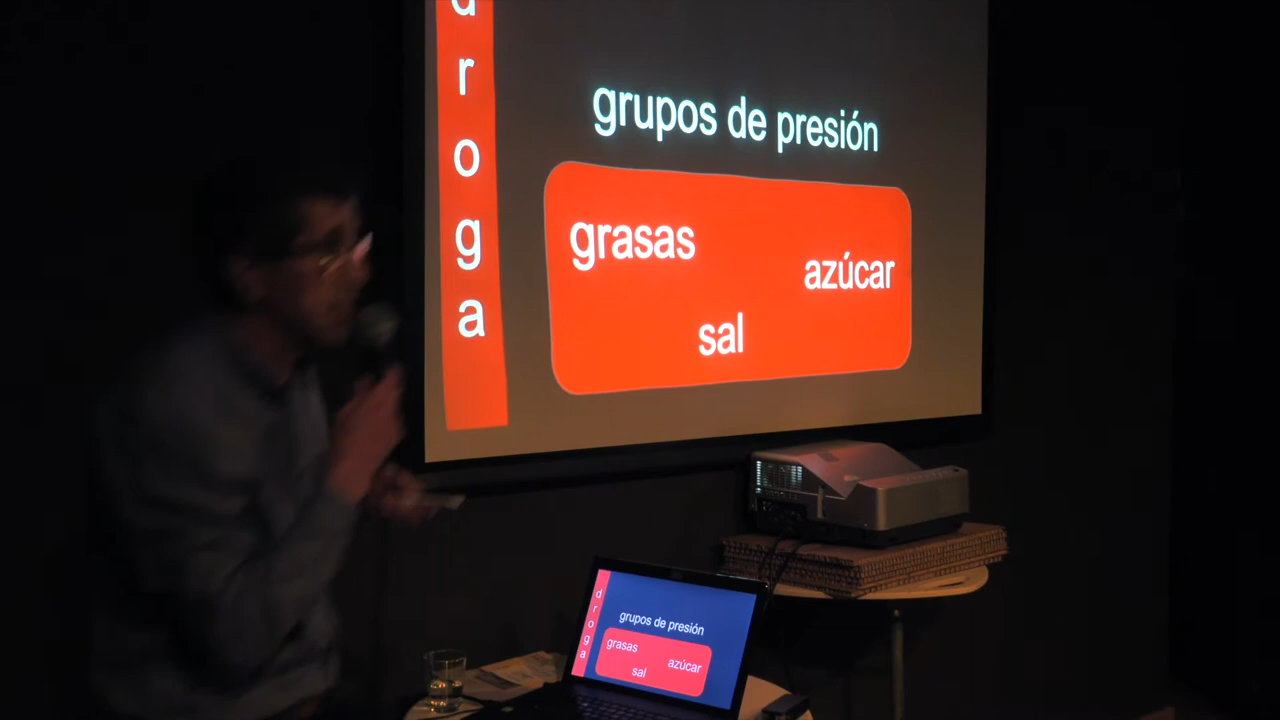 droga
grupos de presión
grasas
azúcar
sal
droga
grupos de presión
grasas
azúcar
sal